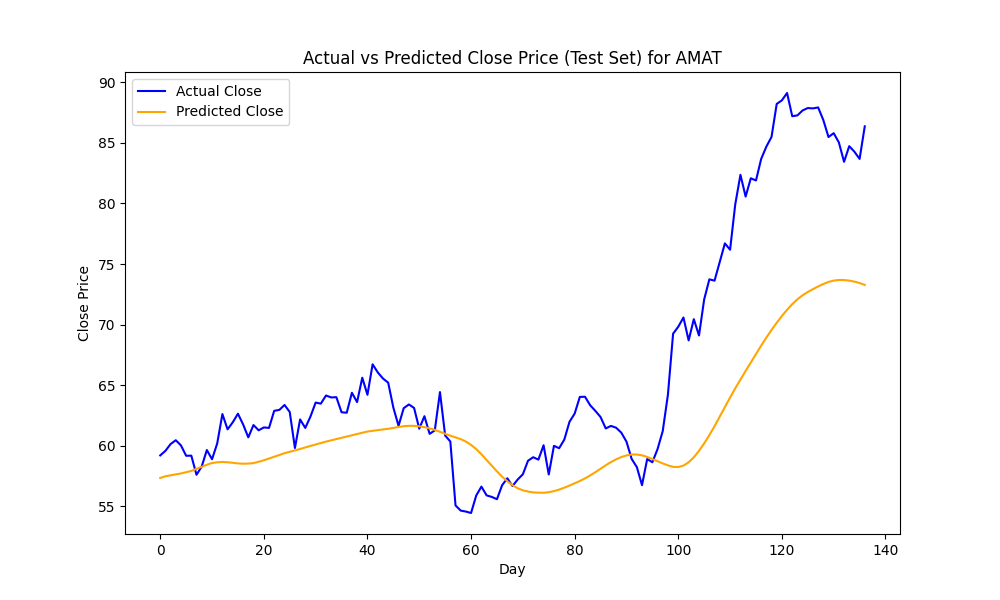 Actual vs Predicted Close Price (Test Set) for AMAT
Actual Close
Predicted Close
Close Price
90
85
80
75
70
65
60
55
0 20 40 60 80 100 120 140
Day